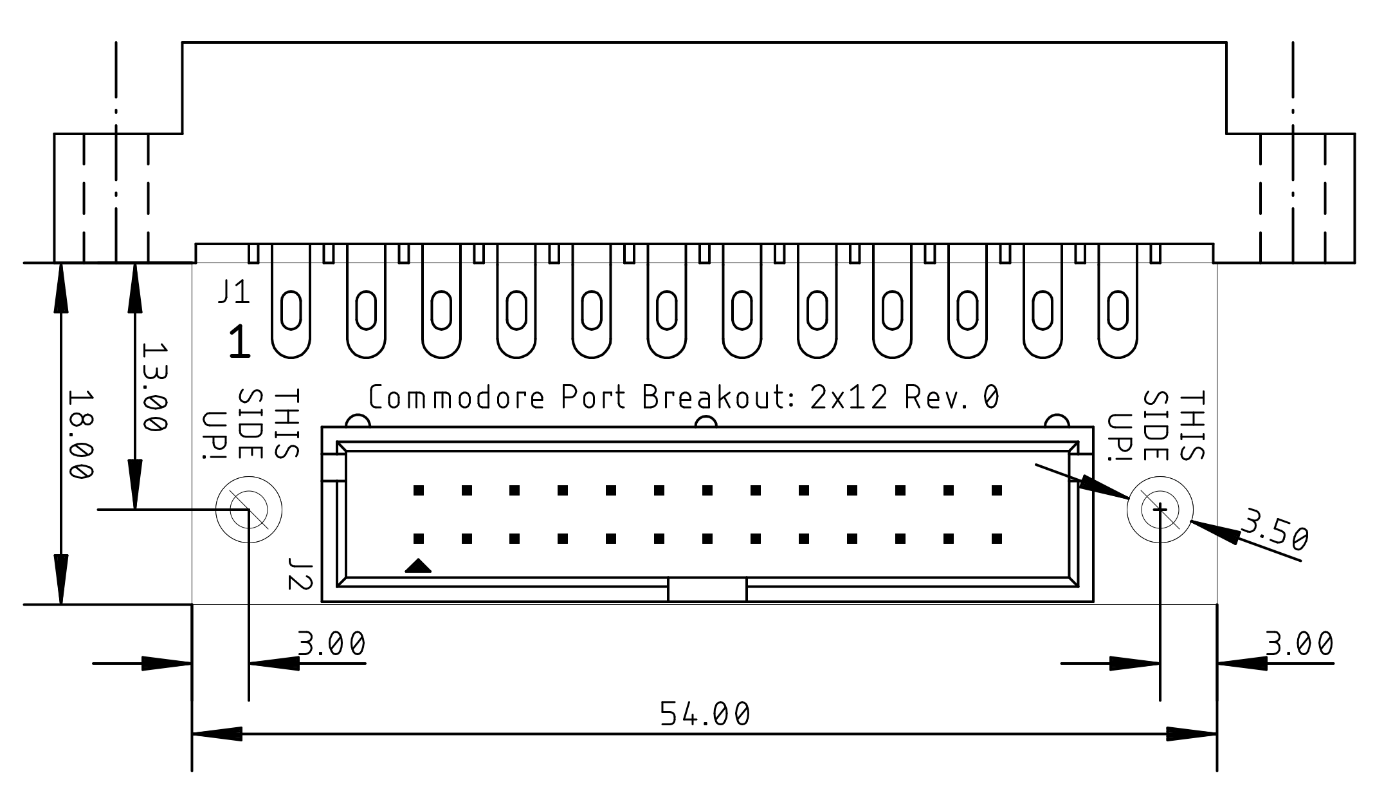 J1
1
13.00
18.00
THIS
SIDE
UP!
Commodore Port Breakout: 2x12 Rev. 0
THIS
SIDE
UP!
J2
3.50
3.00
3.00
54.00